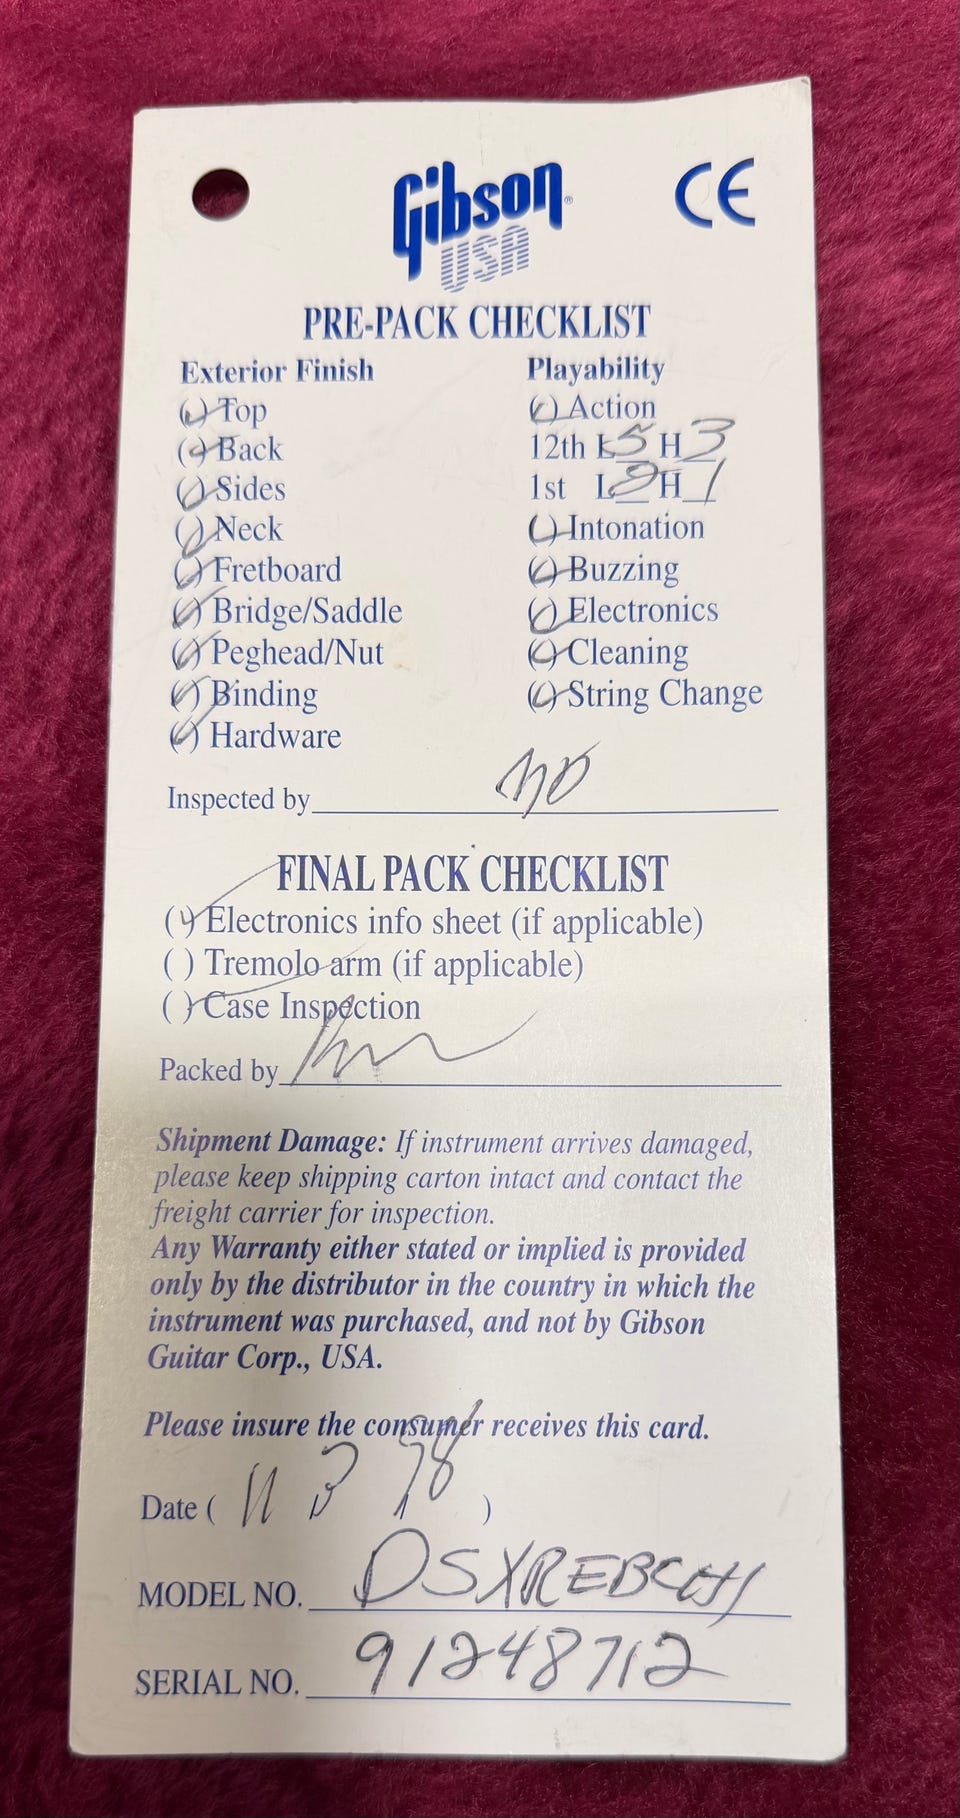 Gibson® CE
USA
PRE-PACK CHECKLIST
Exterior Finish Playability
( ) Top ( ) Action
( ) Back 12th L 5 H 3
( ) Sides 1st L 2 H 1
( ) Neck ( ) Intonation
( ) Fretboard ( ) Buzzing
( ) Bridge/Saddle ( ) Electronics
( ) Peghead/Nut ( ) Cleaning
( ) Binding ( ) String Change
( ) Hardware
Inspected by
FINAL PACK CHECKLIST
( ) Electronics info sheet (if applicable)
( ) Tremolo arm (if applicable)
( ) Case Inspection
Packed by
Shipment Damage: If instrument arrives damaged,
please keep shipping carton intact and contact the
freight carrier for inspection.
Any Warranty either stated or implied is provided
only by the distributor in the country in which the
instrument was purchased, and not by Gibson
Guitar Corp., USA.
Please insure the consumer receives this card.
Date ( 11 3 98 )
MODEL NO. DSXREBCH1
SERIAL NO. 91248712